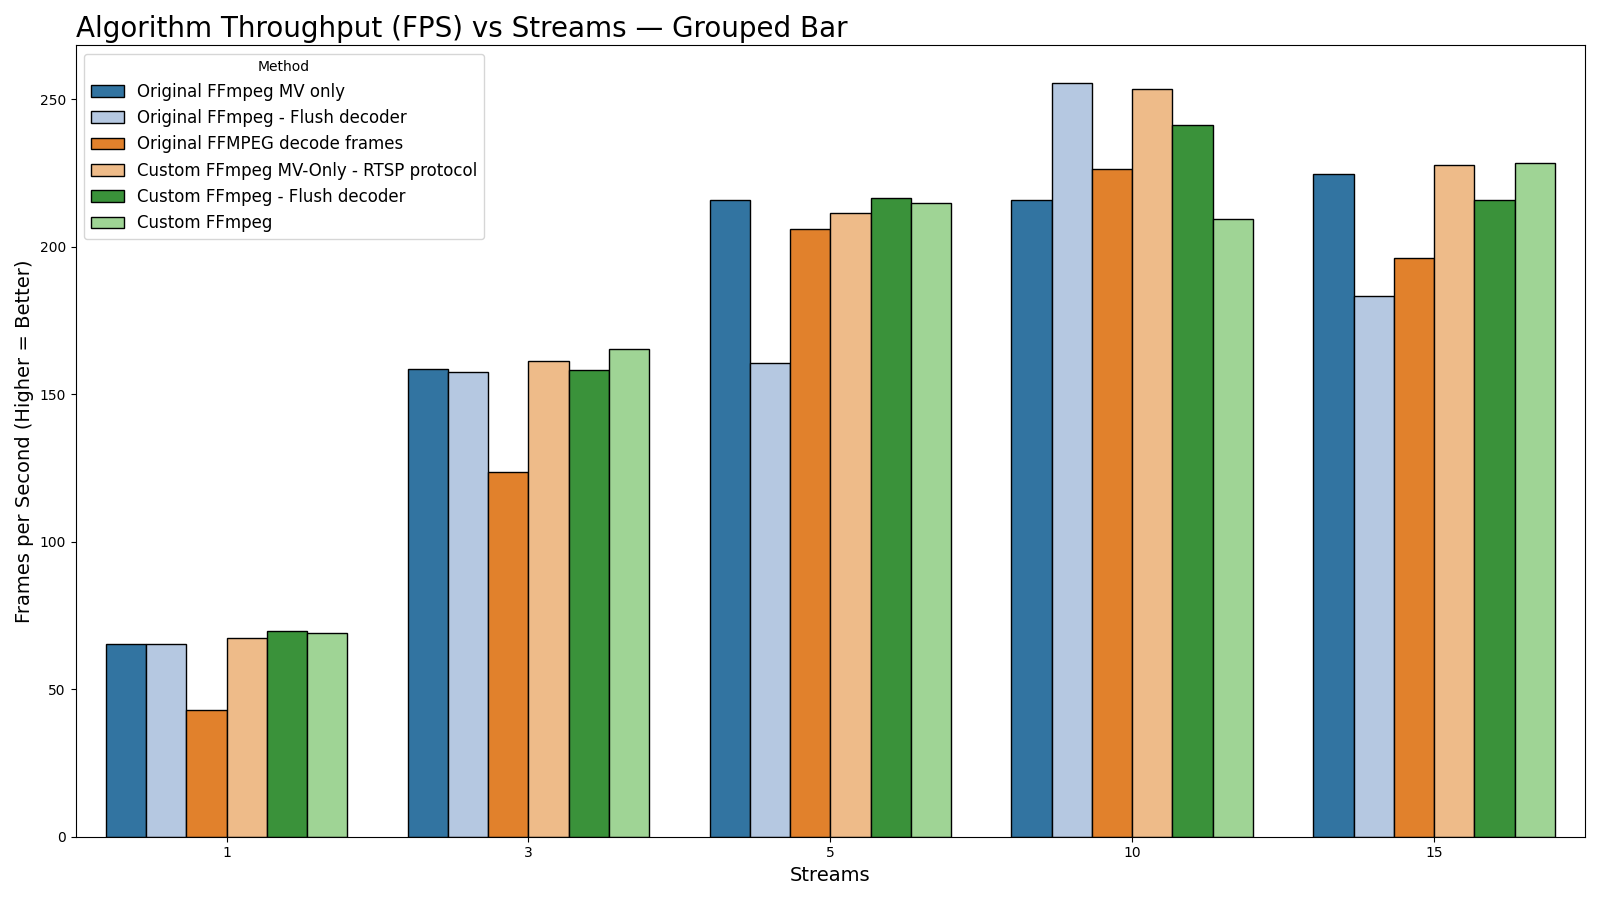 Algorithm Throughput (FPS) vs Streams — Grouped Bar
Method
Original FFmpeg MV only
Original FFmpeg - Flush decoder
Original FFMPEG decode frames
Custom FFmpeg MV-Only - RTSP protocol
Custom FFmpeg - Flush decoder
Custom FFmpeg
Frames per Second (Higher = Better)
250
200
150
100
50
0
1 3 5 10 15
Streams